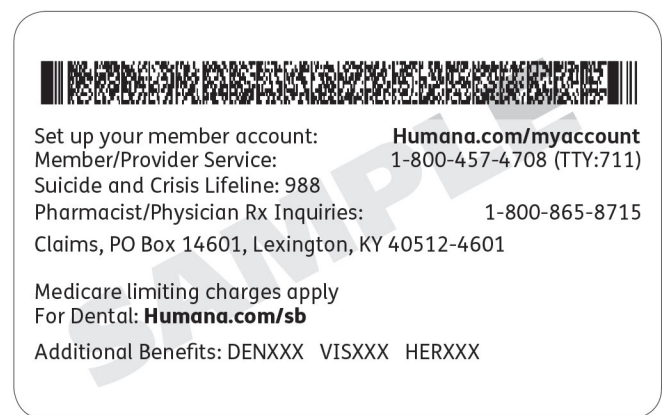 Set up your member account: Humana.com/myaccount
Member/Provider Service: 1-800-457-4708 (TTY:711)
Suicide and Crisis Lifeline: 988
Pharmacist/Physician Rx Inquiries: 1-800-865-8715
Claims, PO Box 14601, Lexington, KY 40512-4601
Medicare limiting charges apply
For Dental: Humana.com/sb
Additional Benefits: DENXXX VISXXX HERXXX
SAMPLE